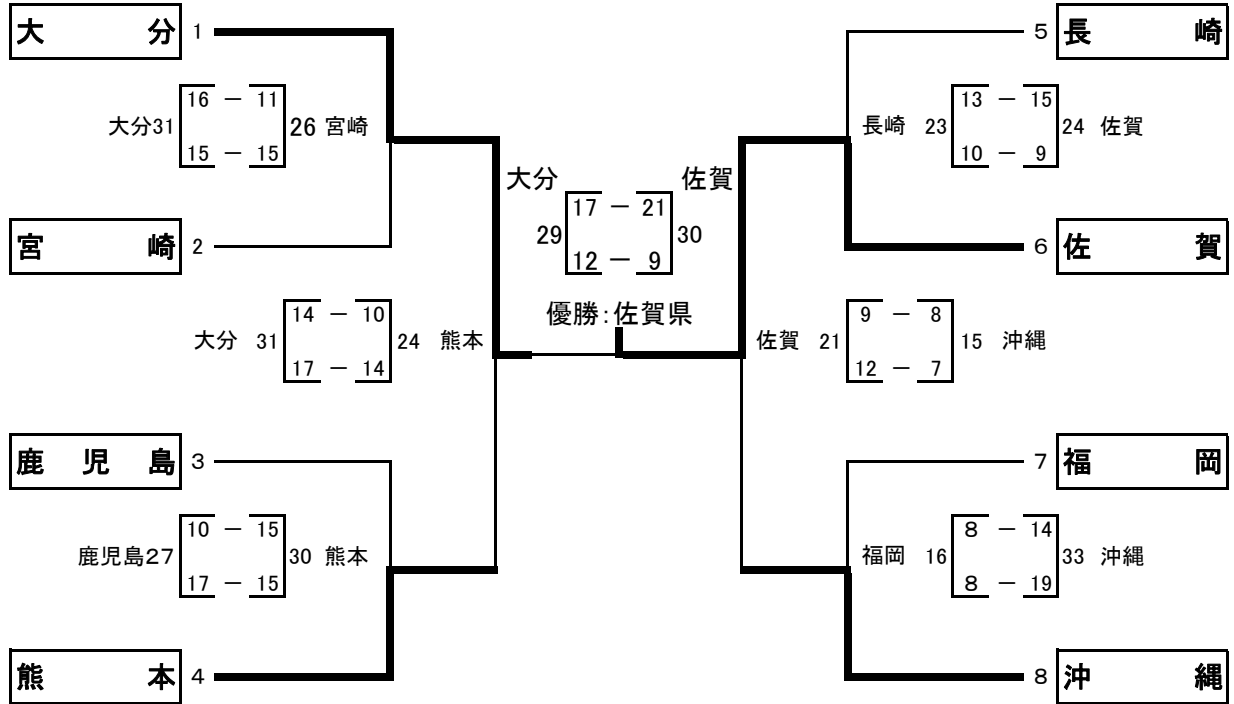 大分 1
5 長崎
16 － 11
大分31 26 宮崎
15 － 15
13 － 15
長崎 23 24 佐賀
10 － 9
大分 佐賀
17 － 21
29 30
12 － 9
優勝:佐賀県
宮崎 2
6 佐賀
14 － 10
大分 31 24 熊本
17 － 14
9 － 8
佐賀 21 15 沖縄
12 － 7
鹿児島 3
7 福岡
10 － 15
鹿児島27 30 熊本
17 － 15
8 － 14
福岡 16 33 沖縄
8 － 19
熊本 4
8 沖縄